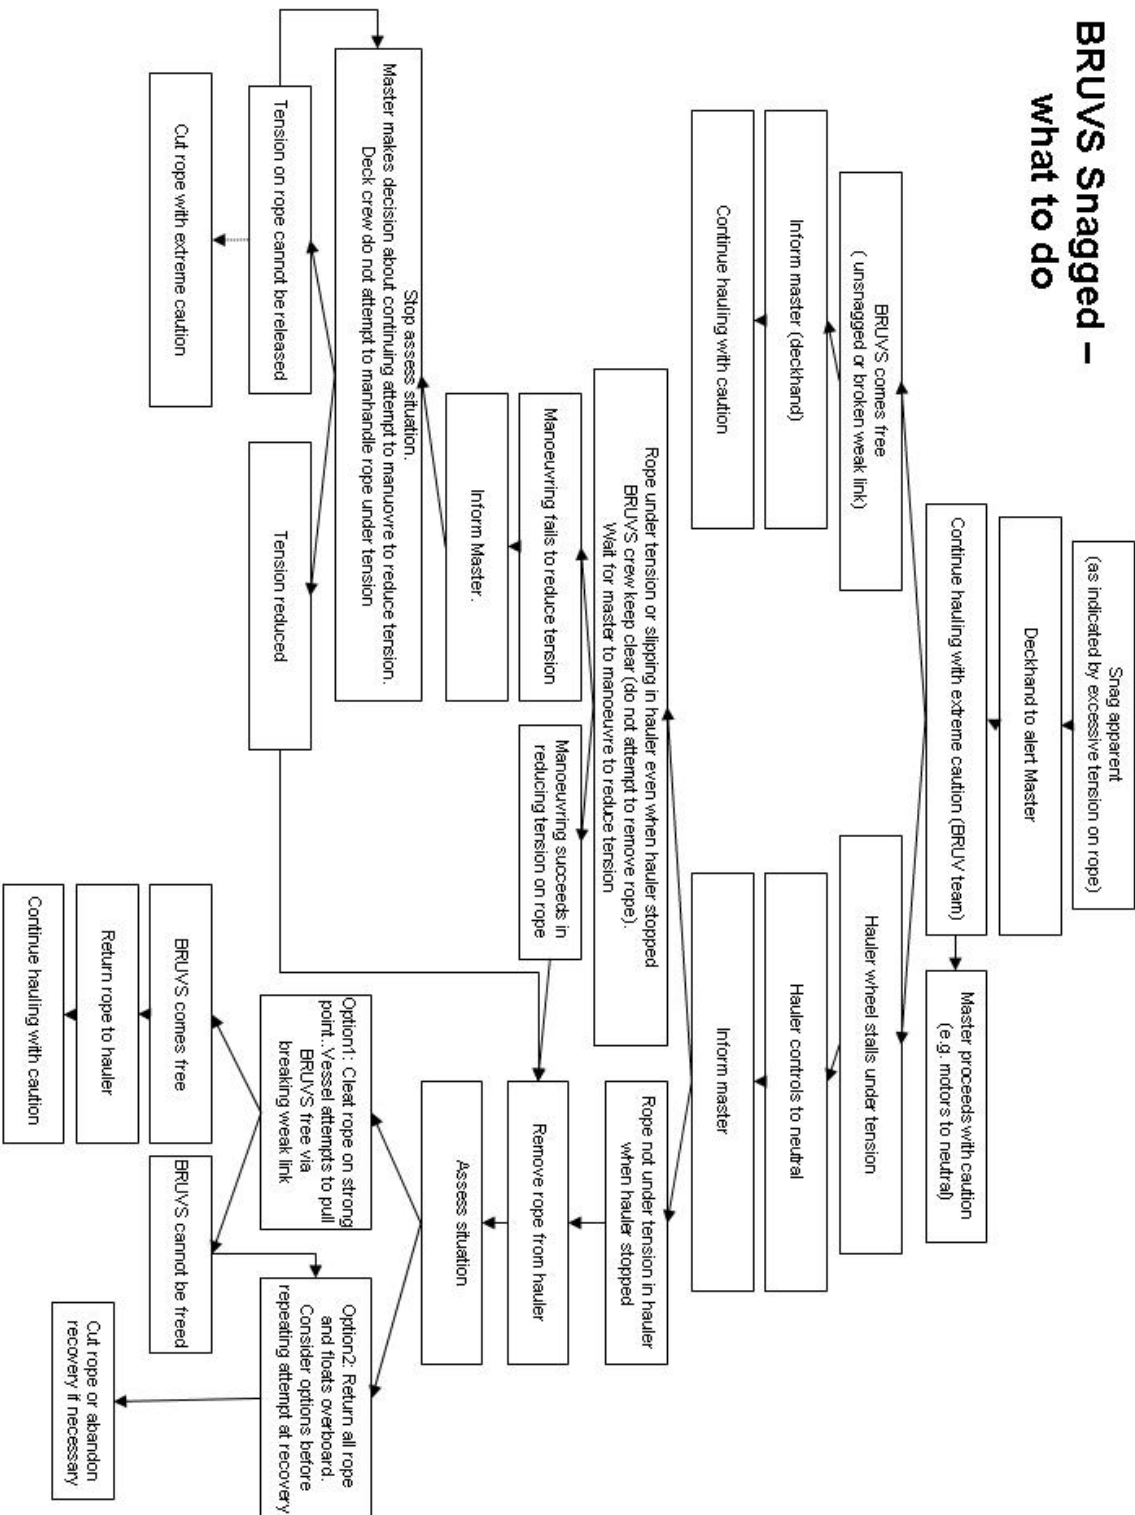 BRUVS Snagged –
what to do
Snag apparent
(as indicated by excessive tension on rope)
Deckhand to alert Master
Continue hauling with extreme caution (BRUV team)
Master proceeds with caution
(e.g. motors to neutral)
BRUVS comes free
( unsnagged or broken weak link)
Hauler wheel stalls under tension
Inform master (deckhand)
Hauler controls to neutral
Continue hauling with caution
Inform master
Rope under tension or slipping in hauler even when hauler stopped
BRUVS crew keep clear (do not attempt to remove rope).
Wait for master to manoeuvre to reduce tension
Rope not under tension in hauler
when hauler stopped
Manoeuvring fails to reduce tension
Manoeuvring succeeds in
reducing tension on rope
Remove rope from hauler
Inform Master.
Assess situation
Stop assess situation.
Master makes decision about continuing attempt to manuovre to reduce tension.
Deck crew do not attempt to manhandle rope under tension
Option1: Cleat rope on strong
point..Vessel attempts to pull
BRUVS free via
breaking weak link
Option2: Return all rope
and floats overboard.
Consider options before
repeating attempt at recovery
Tension on rope cannot be released
Tension reduced
Cut rope with extreme caution
BRUVS comes free
BRUVS cannot be freed
Return rope to hauler
Cut rope or abandon
recovery if necessary
Continue hauling with caution